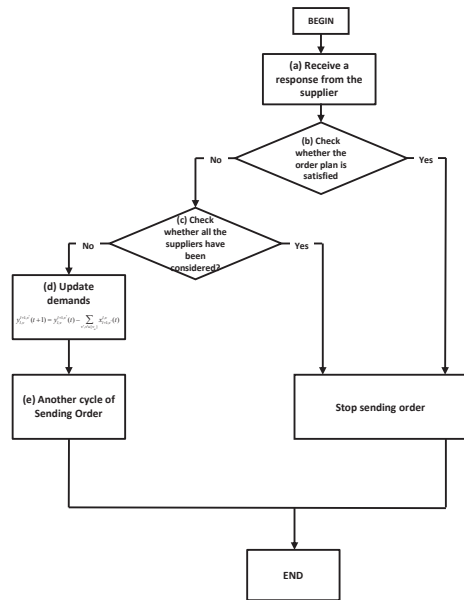 BEGIN
(a) Receive a
response from the
supplier
(b) Check
whether the
order plan is
satisfied
No
Yes
(c) Check
whether all the
suppliers have
been
considered?
No
Yes
(d) Update
demands
(e) Another cycle of
Sending Order
Stop sending order
END